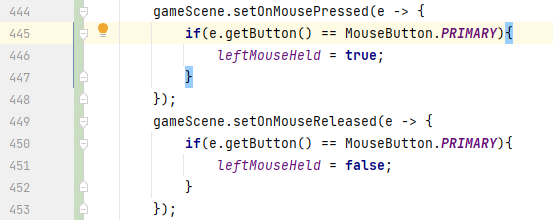 444 gameScene.setOnMousePressed(e -> {
445 if(e.getButton() == MouseButton.PRIMARY){
446 leftMouseHeld = true;
447 }
448 });
449 gameScene.setOnMouseReleased(e -> {
450 if(e.getButton() == MouseButton.PRIMARY){
451 leftMouseHeld = false;
452 }
453 });